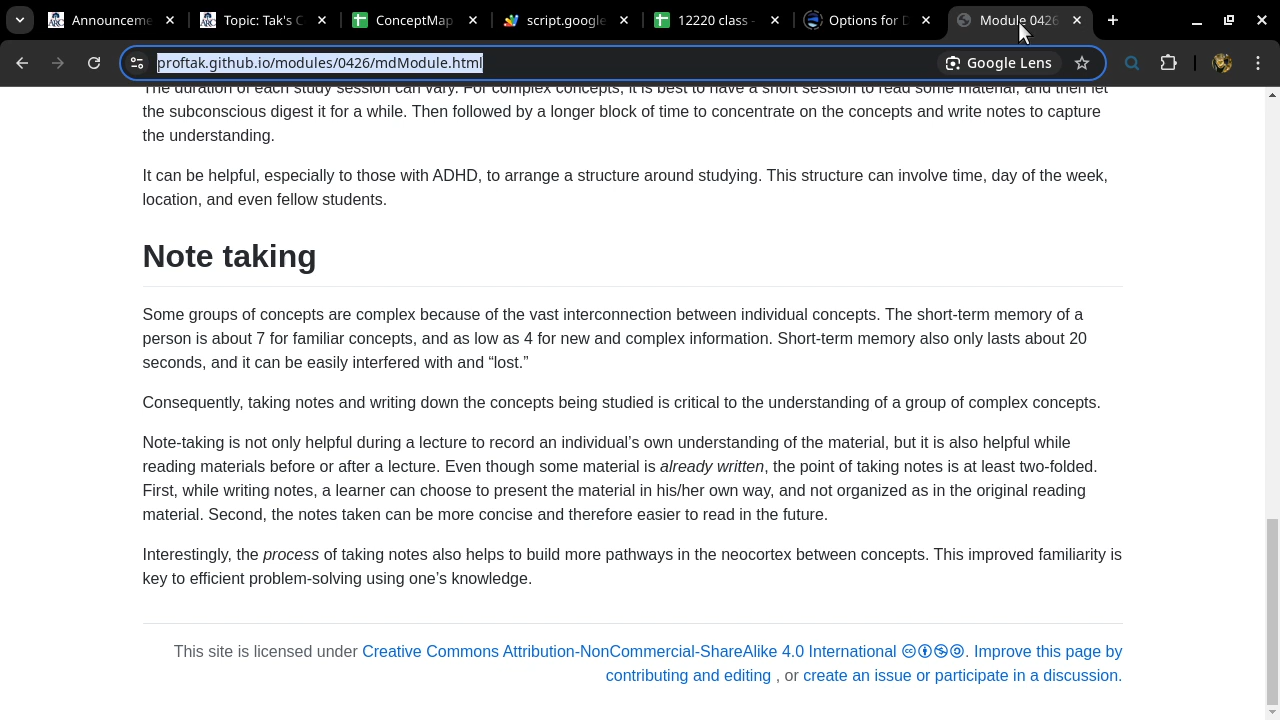 Announceme
Topic: Tak's C
ConceptMap
script.google
12220 class -
Options for D
Module 0426
proftak.github.io/modules/0426/mdModule.html
Google Lens
The duration of each study session can vary. For complex concepts, it is best to have a short session to read some material, and then let
the subconscious digest it for a while. Then followed by a longer block of time to concentrate on the concepts and write notes to capture
the understanding.
It can be helpful, especially to those with ADHD, to arrange a structure around studying. This structure can involve time, day of the week,
location, and even fellow students.
Note taking
Some groups of concepts are complex because of the vast interconnection between individual concepts. The short-term memory of a
person is about 7 for familiar concepts, and as low as 4 for new and complex information. Short-term memory also only lasts about 20
seconds, and it can be easily interfered with and “lost.”
Consequently, taking notes and writing down the concepts being studied is critical to the understanding of a group of complex concepts.
Note-taking is not only helpful during a lecture to record an individual’s own understanding of the material, but it is also helpful while
reading materials before or after a lecture. Even though some material is already written, the point of taking notes is at least two-folded.
First, while writing notes, a learner can choose to present the material in his/her own way, and not organized as in the original reading
material. Second, the notes taken can be more concise and therefore easier to read in the future.
Interestingly, the process of taking notes also helps to build more pathways in the neocortex between concepts. This improved familiarity is
key to efficient problem-solving using one’s knowledge.
This site is licensed under Creative Commons Attribution-NonCommercial-ShareAlike 4.0 International. Improve this page by
contributing and editing , or create an issue or participate in a discussion.